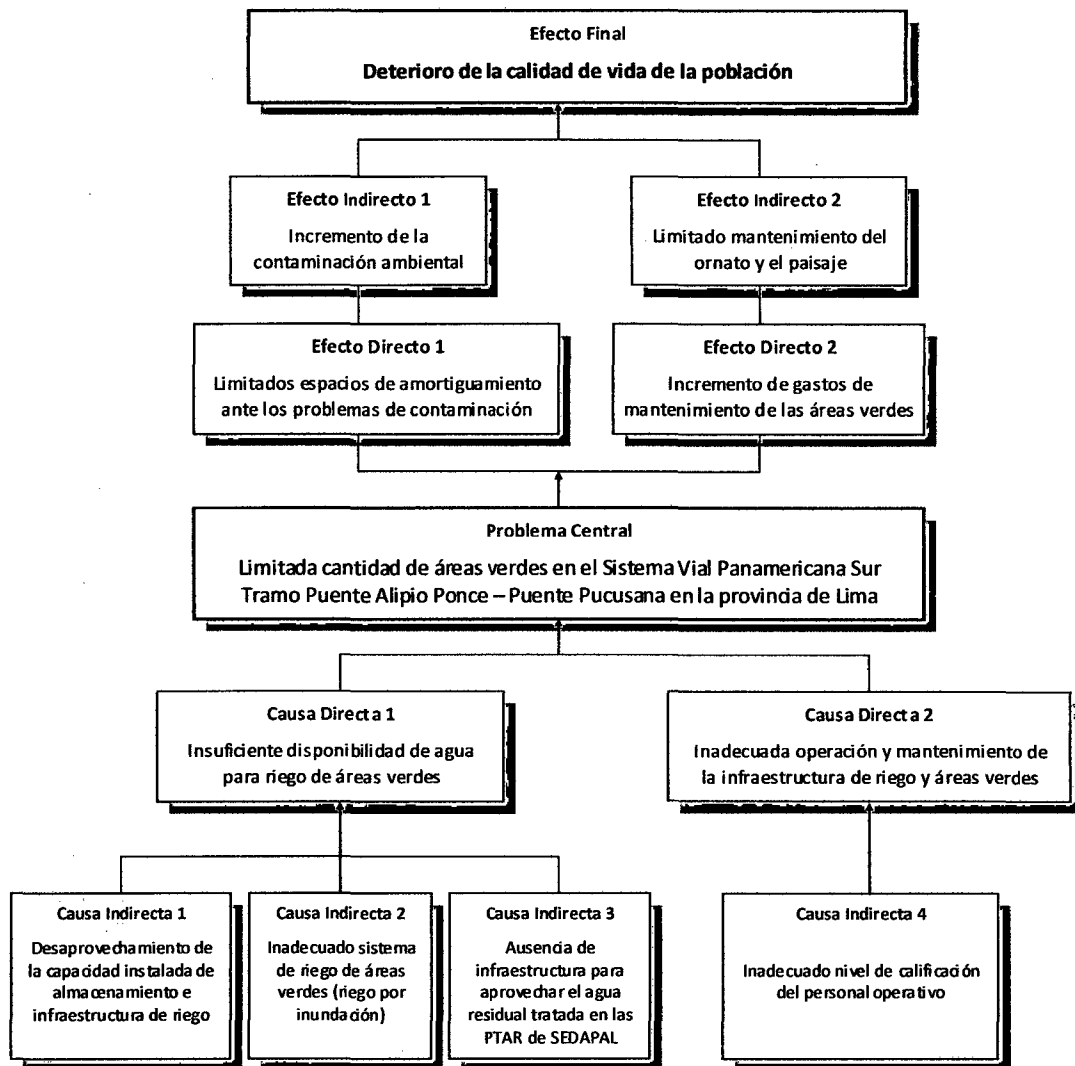 Efecto Final
Deterioro de la calidad de vida de la población
Efecto Indirecto 1
Incremento de la
contaminación ambiental
Efecto Indirecto 2
Limitado mantenimiento del
ornato y el paisaje
Efecto Directo 1
Limitados espacios de amortiguamiento
ante los problemas de contaminación
Efecto Directo 2
Incremento de gastos de
mantenimiento de las áreas verdes
Problema Central
Limitada cantidad de áreas verdes en el Sistema Vial Panamericana Sur
Tramo Puente Alipio Ponce – Puente Pucusana en la provincia de Lima
Causa Directa 1
Insuficiente disponibilidad de agua
para riego de áreas verdes
Causa Directa 2
Inadecuada operación y mantenimiento de
la infraestructura de riego y áreas verdes
Causa Indirecta 1
Desaprovechamiento de
la capacidad instalada de
almacenamiento e
infraestructura de riego
Causa Indirecta 2
Inadecuado sistema
de riego de áreas
verdes (riego por
inundación)
Causa Indirecta 3
Ausencia de
infraestructura para
aprovechar el agua
residual tratada en las
PTAR de SEDAPAL
Causa Indirecta 4
Inadecuado nivel de calificación
del personal operativo